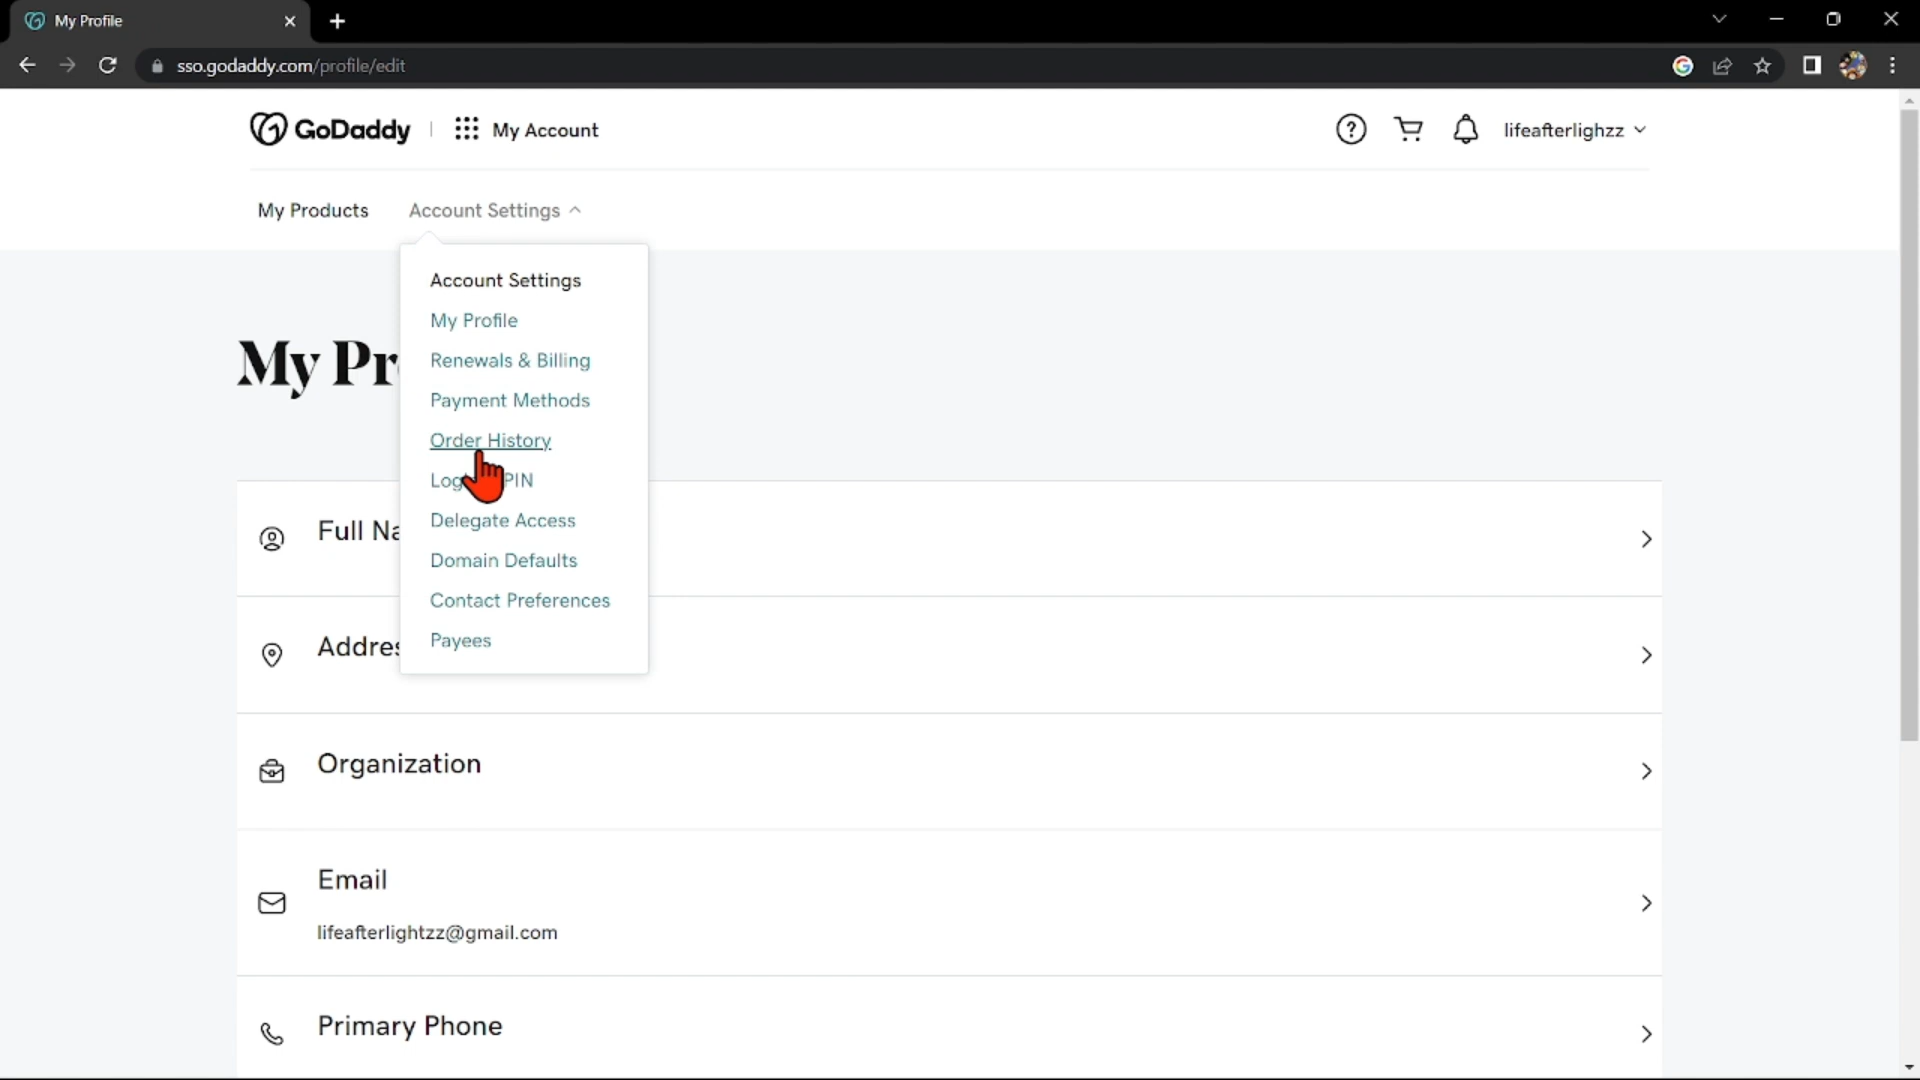 My Profile
sso.godaddy.com/profile/edit
GoDaddy
My Account
lifeafterlighzz
My Products
Account Settings
Account Settings
My Profile
Renewals & Billing
My Pr
Payment Methods
Order History
Log PIN
Delegate Access
Full Na
Domain Defaults
Contact Preferences
Addres
Payees
Organization
Email
lifeafterlightzz@gmail.com
Primary Phone